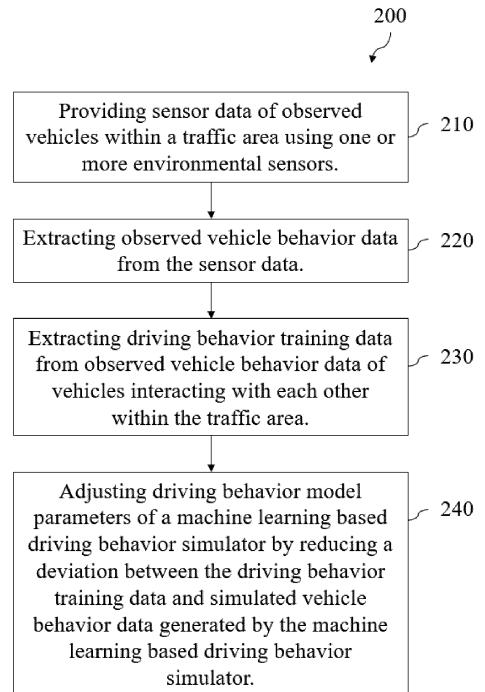 200
Providing sensor data of observed
vehicles within a traffic area using one or
more environmental sensors.
210
Extracting observed vehicle behavior data
from the sensor data.
220
Extracting driving behavior training data
from observed vehicle behavior data of
vehicles interacting with each other
within the traffic area.
230
Adjusting driving behavior model
parameters of a machine learning based
driving behavior simulator by reducing a
deviation between the driving behavior
training data and simulated vehicle
behavior data generated by the machine
learning based driving behavior
simulator.
240